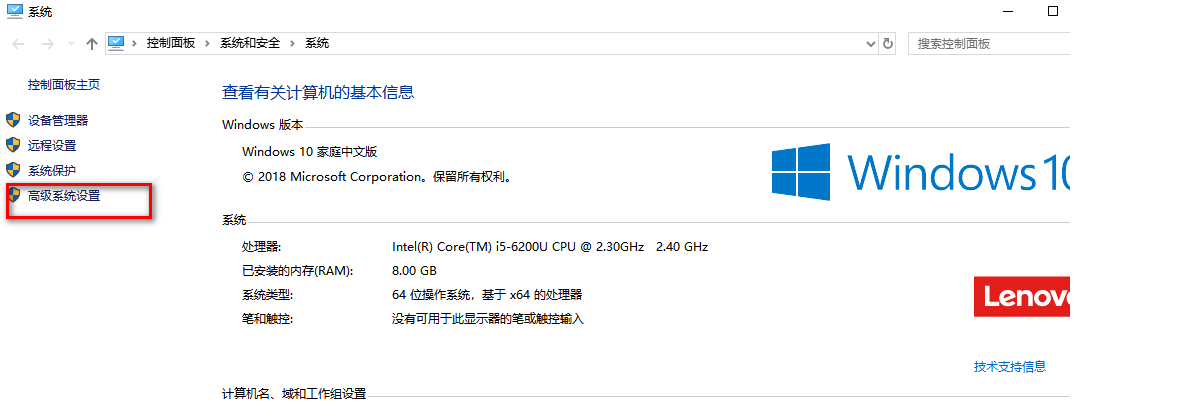 系统
控制面板 系统和安全 系统
搜索控制面板
控制面板主页
设备管理器
远程设置
系统保护
高级系统设置
查看有关计算机的基本信息
Windows 版本
Windows 10 家庭中文版
© 2018 Microsoft Corporation。保留所有权利。
Windows 10
系统
处理器: Intel(R) Core(TM) i5-6200U CPU @ 2.30GHz 2.40 GHz
已安装的内存(RAM): 8.00 GB
系统类型: 64 位操作系统，基于 x64 的处理器
笔和触控: 没有可用于此显示器的笔或触控输入
Lenov
技术支持信息
计算机名、域和工作组设置